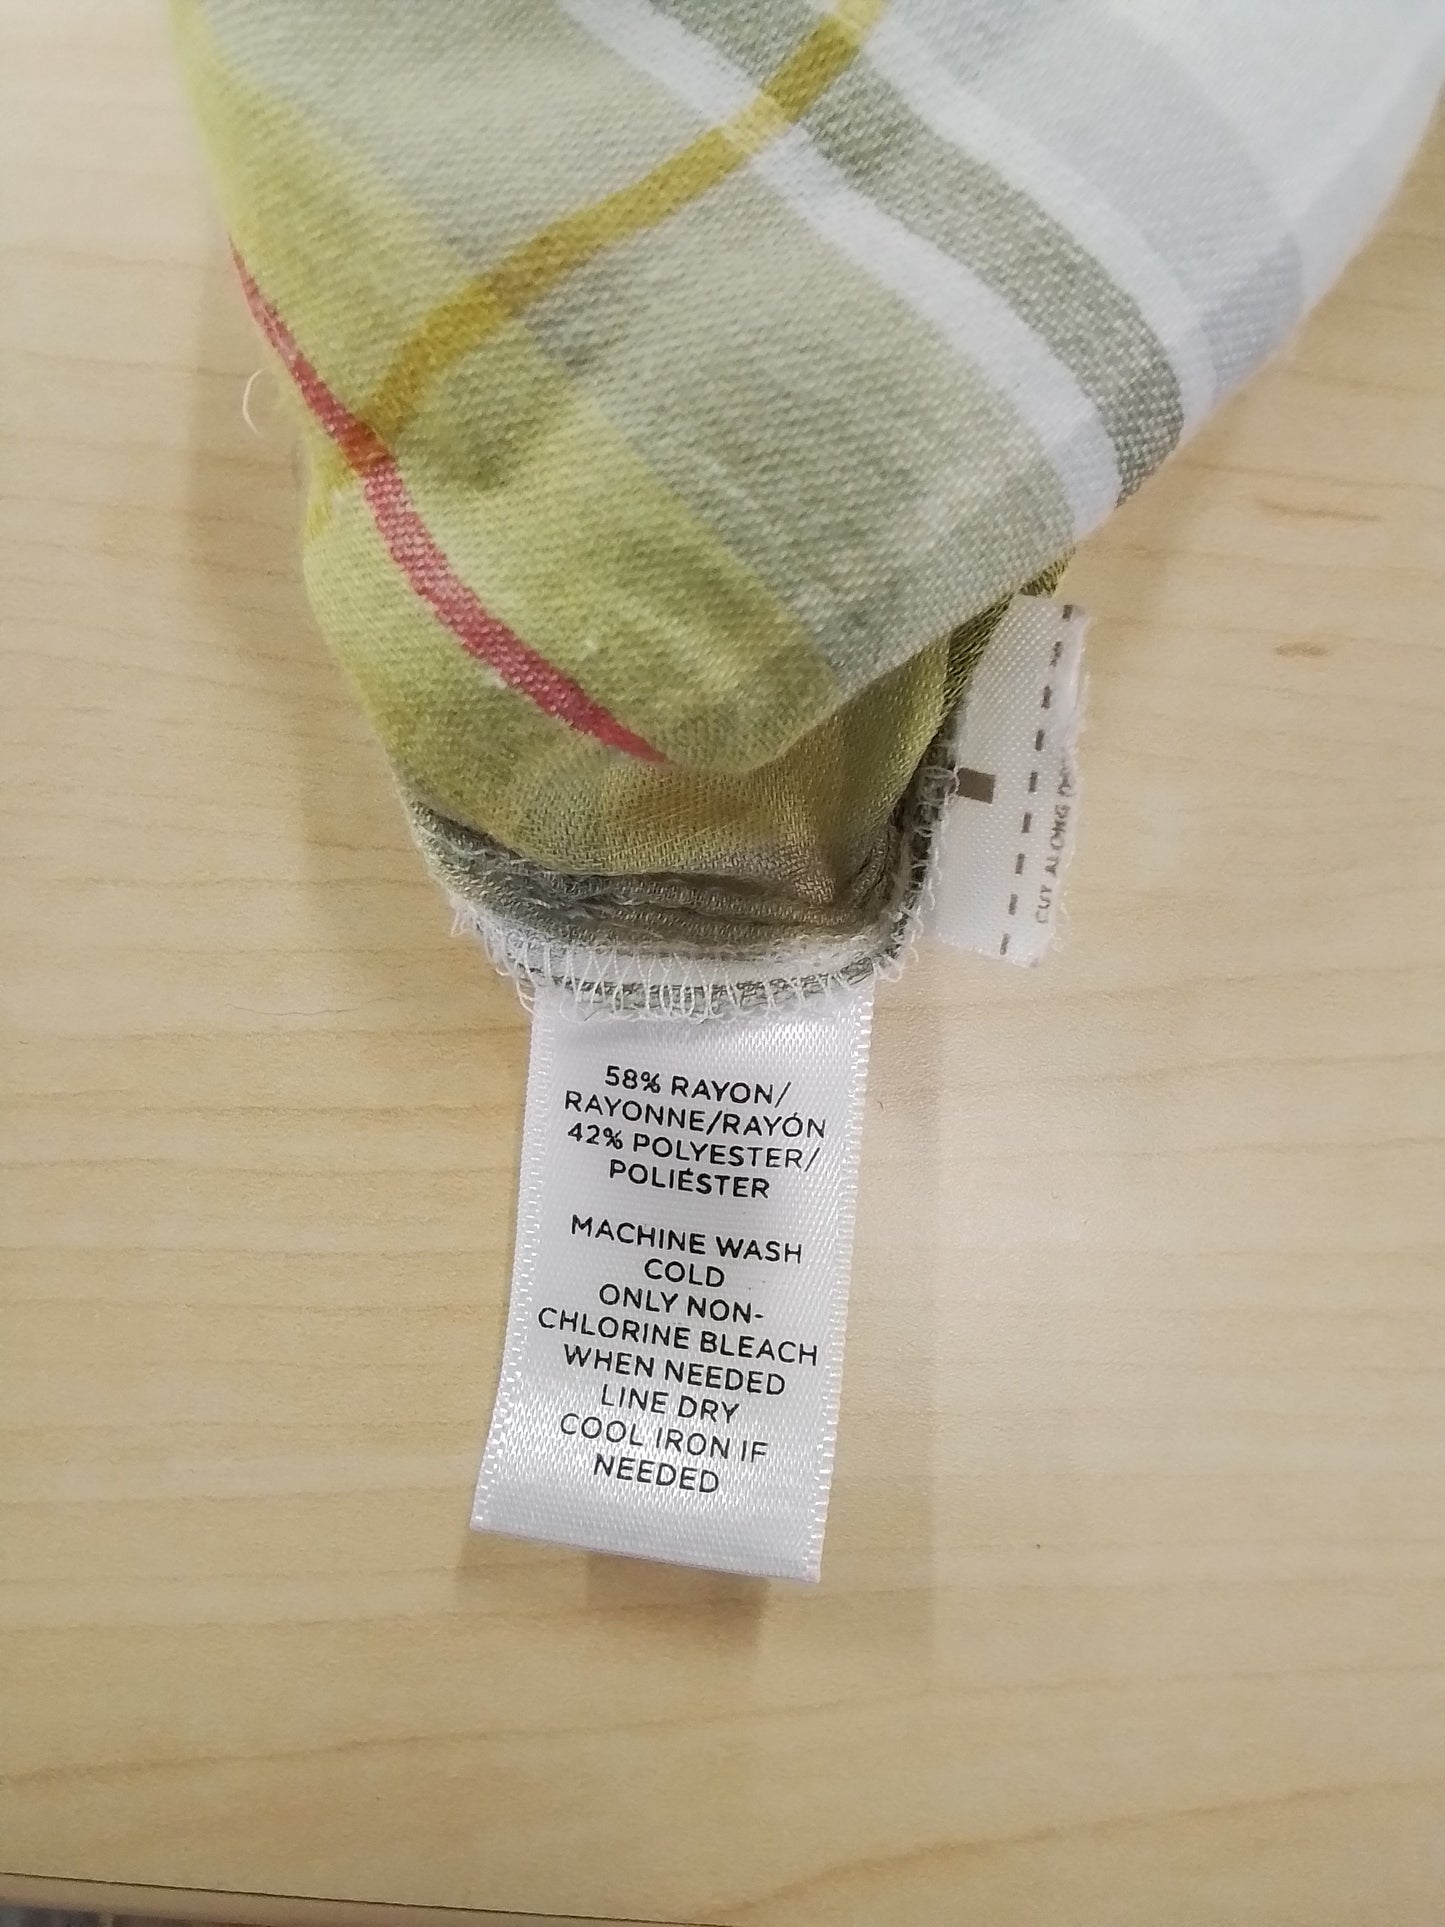 CUT ALONG
58% RAYON/
RAYONNE/RAYÓN
42% POLYESTER/
POLIÉSTER
MACHINE WASH
COLD
ONLY NON-
CHLORINE BLEACH
WHEN NEEDED
LINE DRY
COOL IRON IF
NEEDED